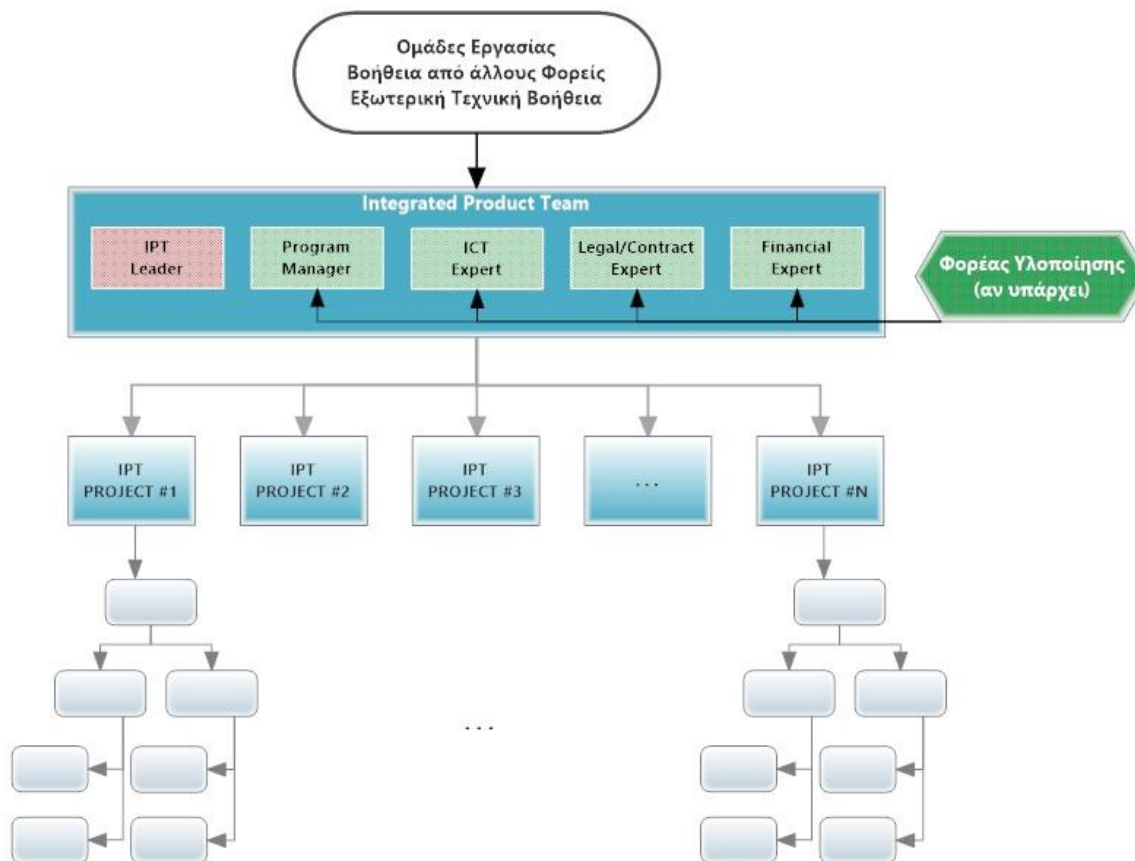 Ομάδες Εργασίας
Βοήθεια από άλλους Φορείς
Εξωτερική Τεχνική Βοήθεια
Integrated Product Team
IPT
Leader
Program
Manager
ICT
Expert
Legal/Contract
Expert
Financial
Expert
Φορέας Υλοποίησης
(αν υπάρχει)
IPT
PROJECT #1
IPT
PROJECT #2
IPT
PROJECT #3
...
IPT
PROJECT #N
...